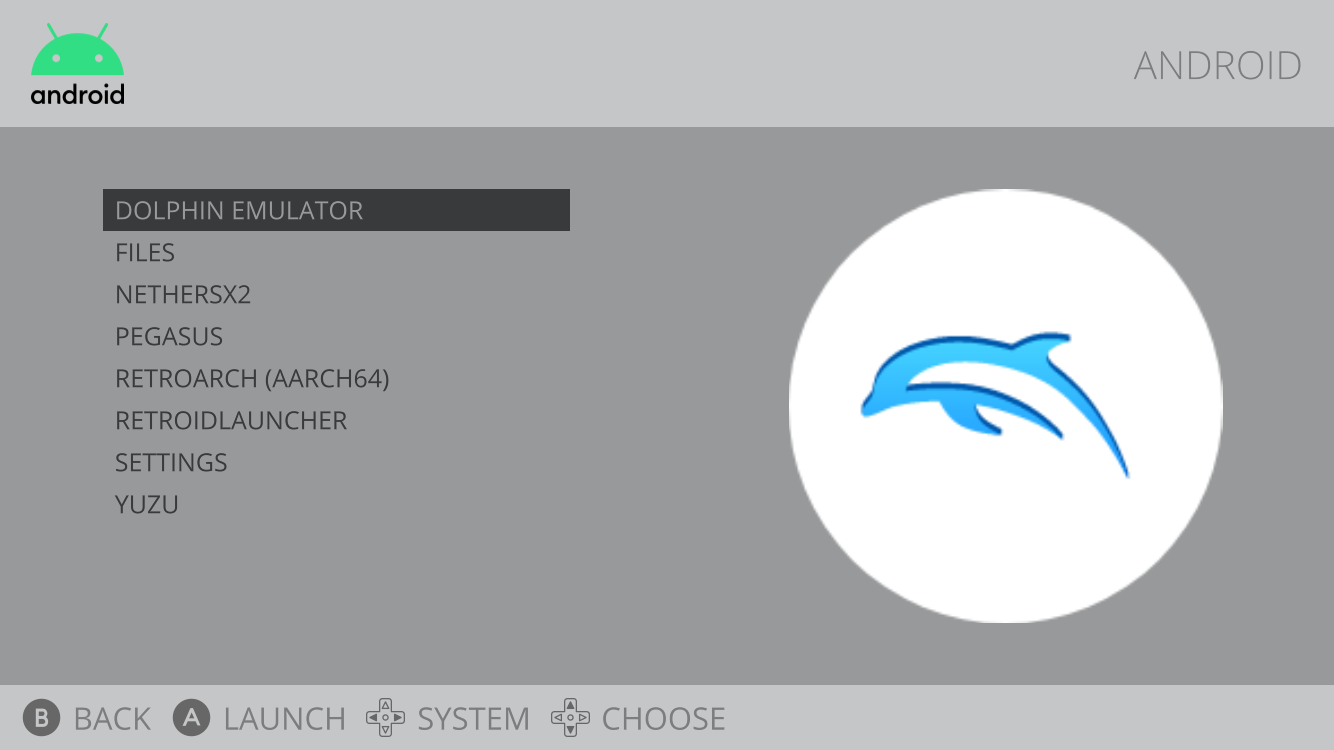 android
ANDROID
DOLPHIN EMULATOR
FILES
NETHERSX2
PEGASUS
RETROARCH (AARCH64)
RETROIDLAUNCHER
SETTINGS
YUZU
B BACK A LAUNCH SYSTEM CHOOSE